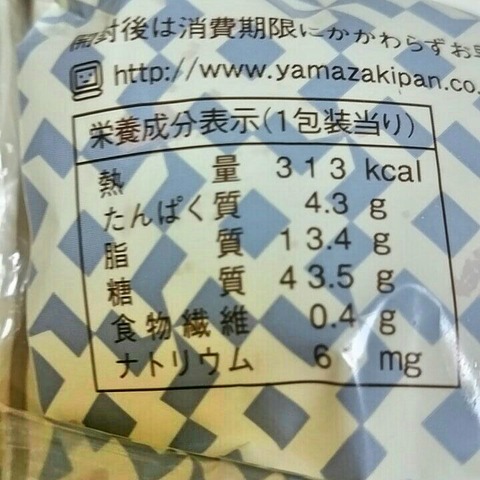 開封後は消費期限にかかわらずお
http://www.yamazakipan.co.
栄養成分表示(1包装当り)
熱量 313 kcal
たんぱく質 4.3 g
脂質 13.4 g
糖質 43.5 g
食物繊維 0.4 g
ナトリウム 6 mg